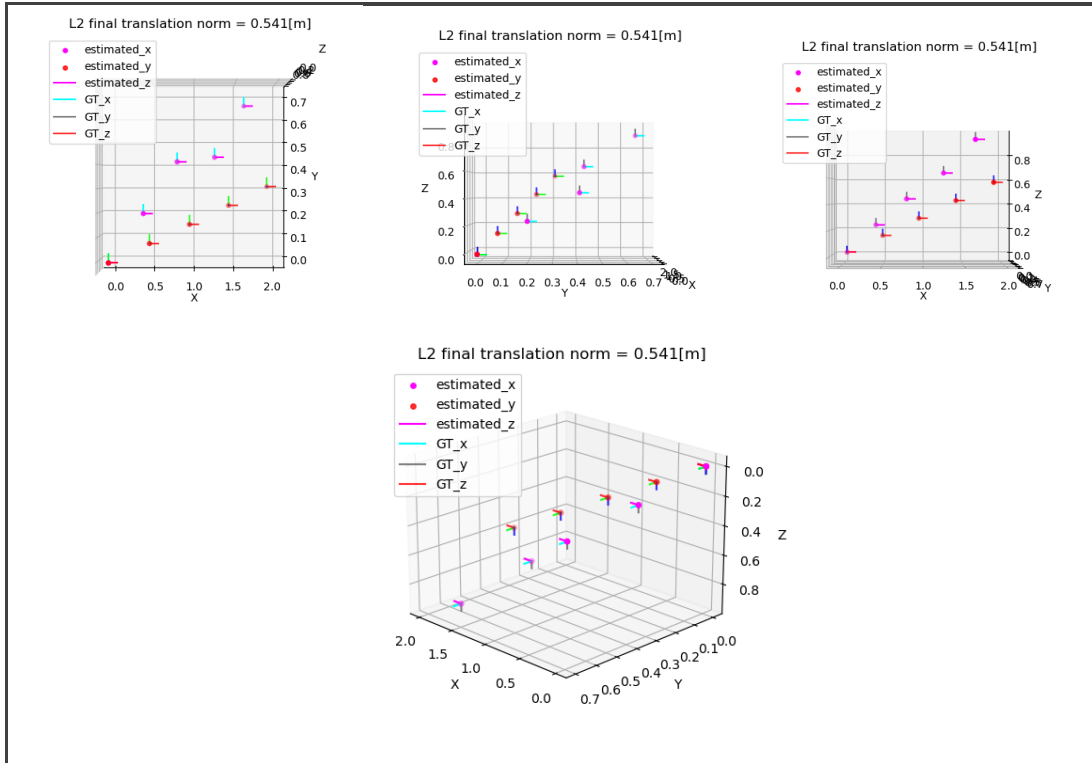 L2 final translation norm = 0.541[m]
estimated_x
estimated_y
estimated_z
GT_x
GT_y
GT_z
Z
0.7
0.6
0.5
0.4
0.3
0.2
0.1
0.0
Y
0.0 0.5 1.0 1.5 2.0
X
L2 final translation norm = 0.541[m]
estimated_x
estimated_y
estimated_z
GT_x
GT_y
GT_z
0.8
0.6
0.4
0.2
0.0
Z
0.0 0.1 0.2 0.3 0.4 0.5 0.6 0.7
Y
X
L2 final translation norm = 0.541[m]
estimated_x
estimated_y
estimated_z
GT_x
GT_y
GT_z
0.8
0.6
0.4
0.2
0.0
Z
0.0 0.5 1.0 1.5 2.0
X
Y
L2 final translation norm = 0.541[m]
estimated_x
estimated_y
estimated_z
GT_x
GT_y
GT_z
0.0
0.2
0.4
0.6
0.8
Z
2.0
1.5
1.0
0.5
0.0
X
0.7 0.6 0.5 0.4 0.3 0.2 0.1 0.0
Y